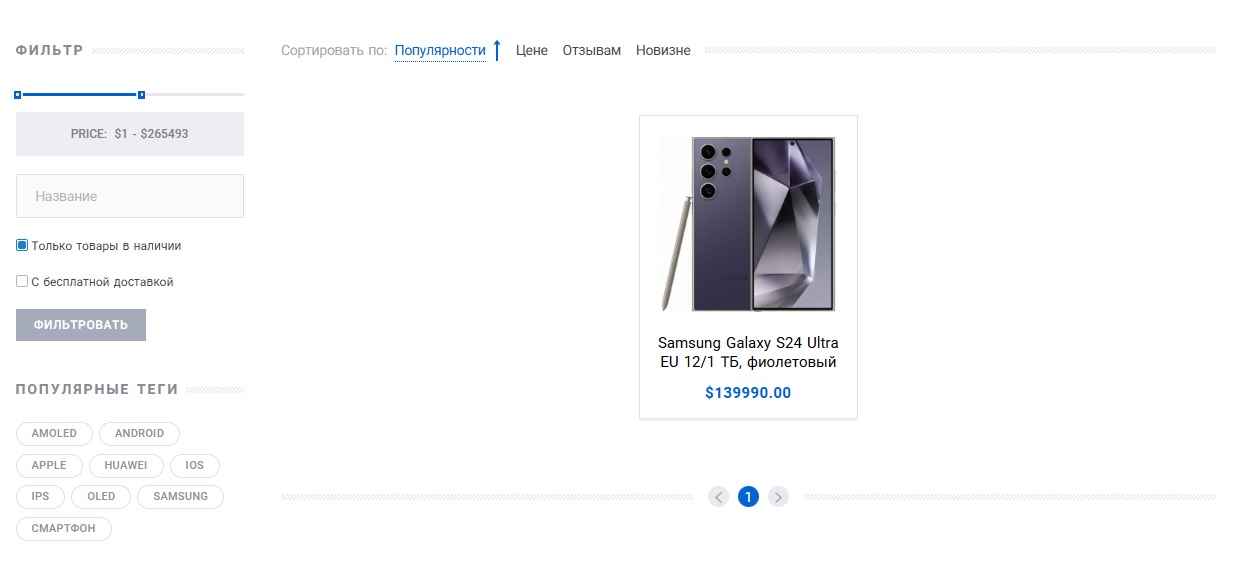 ФИЛЬТР
Сортировать по: Популярности Цене Отзывам Новизне
PRICE: $1 - $265493
Название
Только товары в наличии
С бесплатной доставкой
ФИЛЬТРОВАТЬ
ПОПУЛЯРНЫЕ ТЕГИ
AMOLED ANDROID
APPLE HUAWEI IOS
IPS OLED SAMSUNG
СМАРТФОН
Samsung Galaxy S24 Ultra
EU 12/1 ТБ, фиолетовый
$139990.00
1